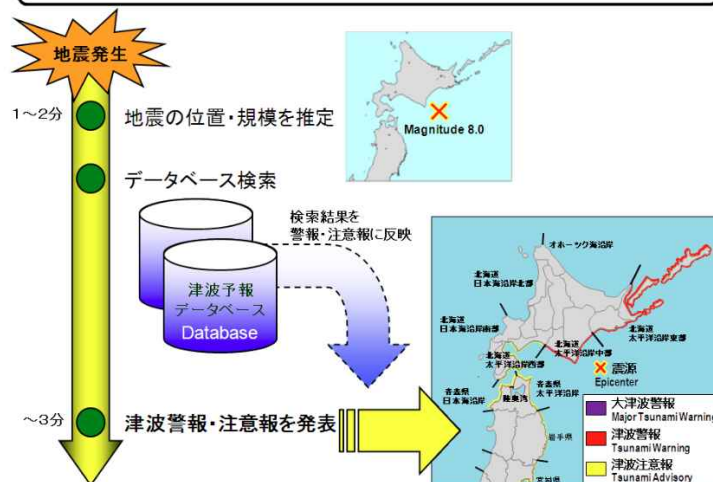 地震発生
1～2分
地震の位置・規模を推定
Magnitude 8.0
データベース検索
検索結果を
警報・注意報に反映
津波予報
データベース
Database
オホーツク海沿岸
北海道
日本海沿岸北部
北海道
日本海沿岸南部
北海道
太平洋沿岸東部
北海道
太平洋沿岸中部
北海道
太平洋沿岸西部
震源
Epicenter
青森県
日本海沿岸
陸奥湾
青森県
太平洋沿岸
岩手県
宮城県
～3分
津波警報・注意報を発表
大津波警報
Major Tsunami Warning
津波警報
Tsunami Warning
津波注意報
Tsunami Advisory